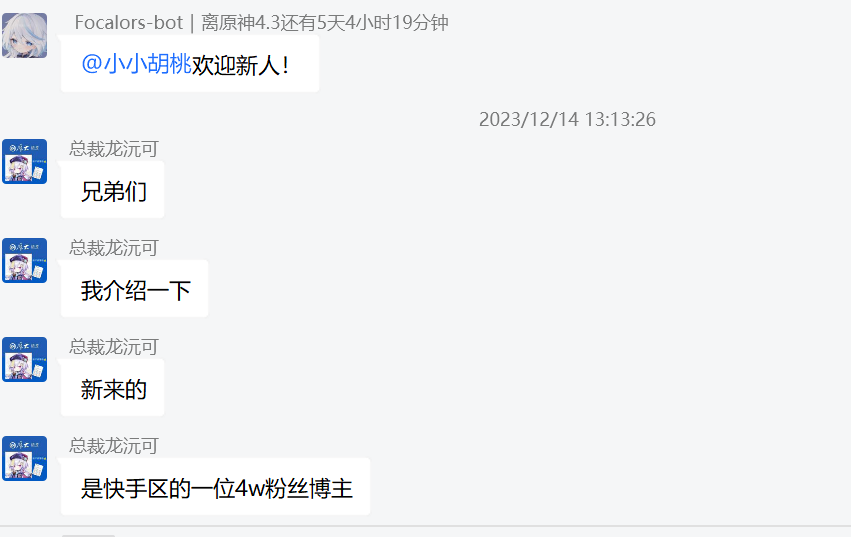 Focalors-bot | 离原神4.3还有5天4小时19分钟
@小小胡桃欢迎新人！
2023/12/14 13:13:26
总裁龙沅可
兄弟们
总裁龙沅可
我介绍一下
总裁龙沅可
新来的
总裁龙沅可
是快手区的一位4w粉丝博主